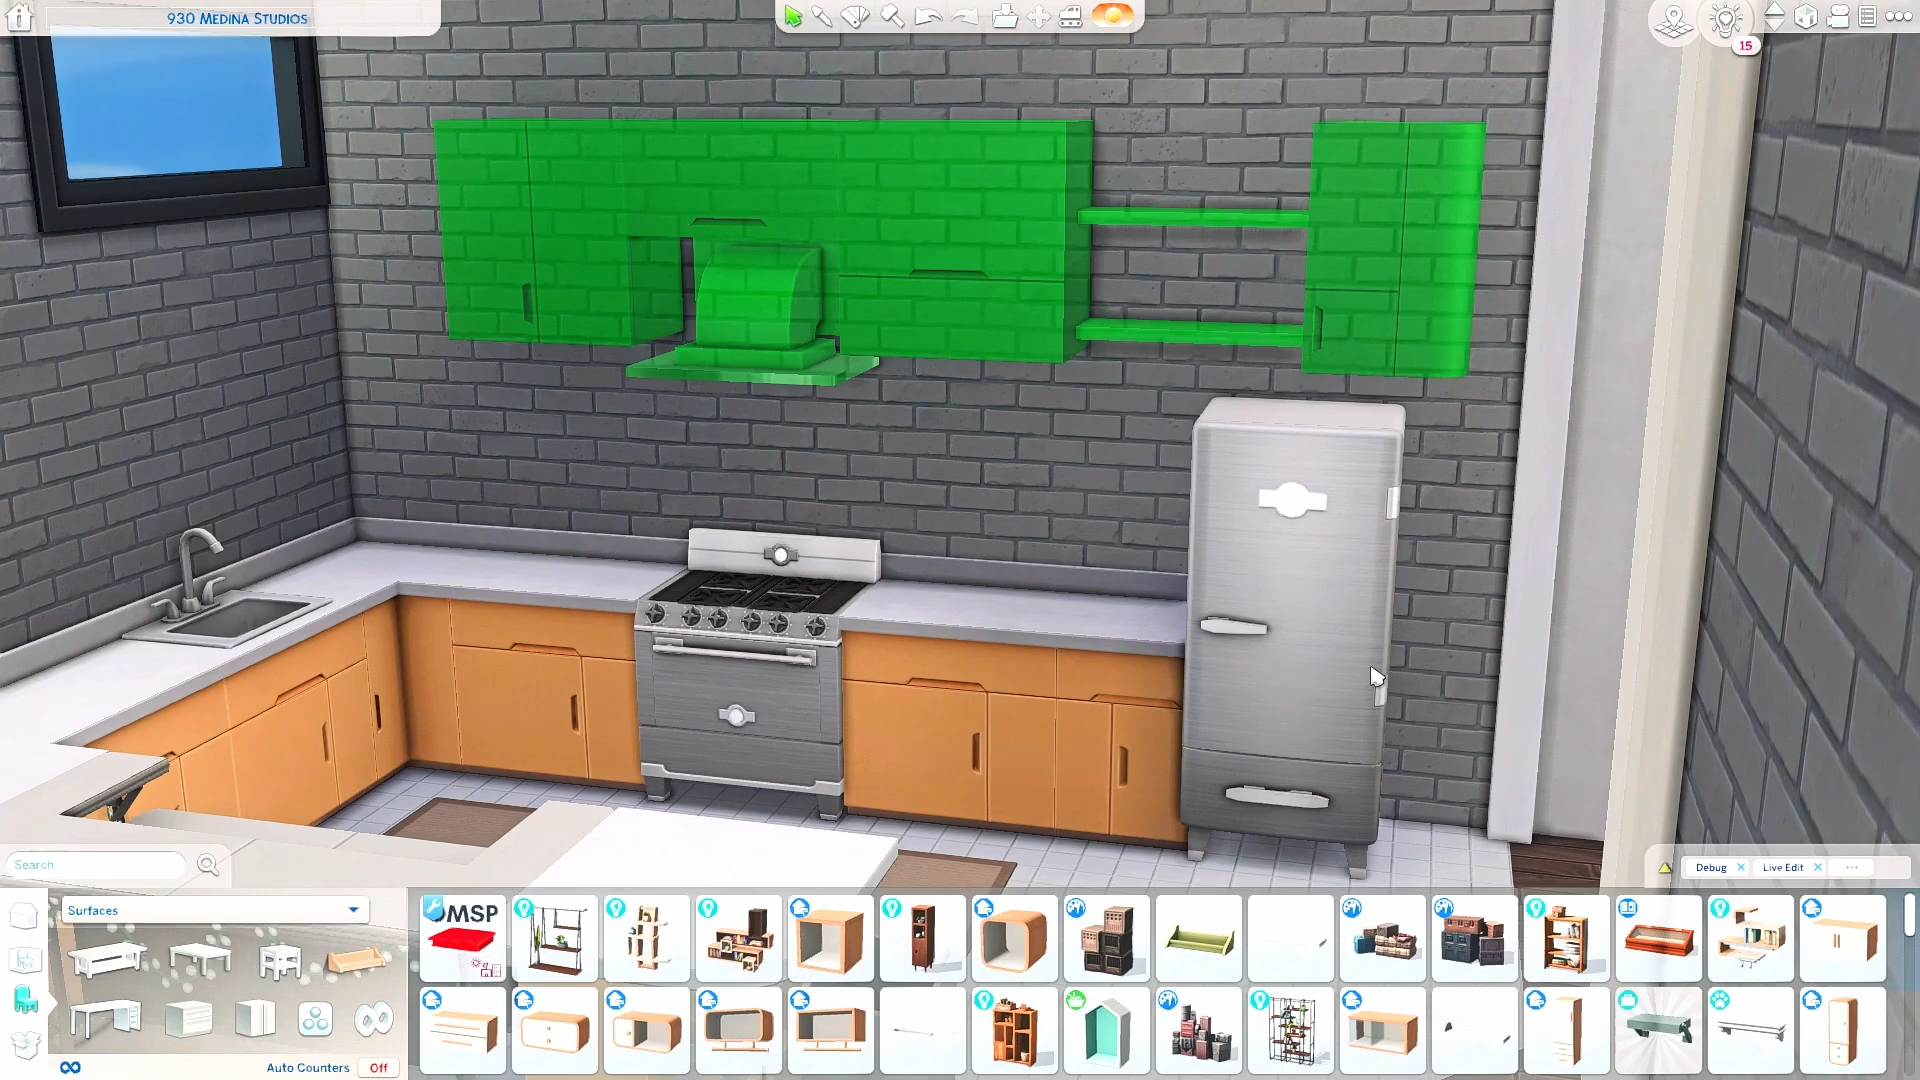 930 Medina Studios
15
Search
Debug
Live Edit
Surfaces
MSP
Auto Counters
Off